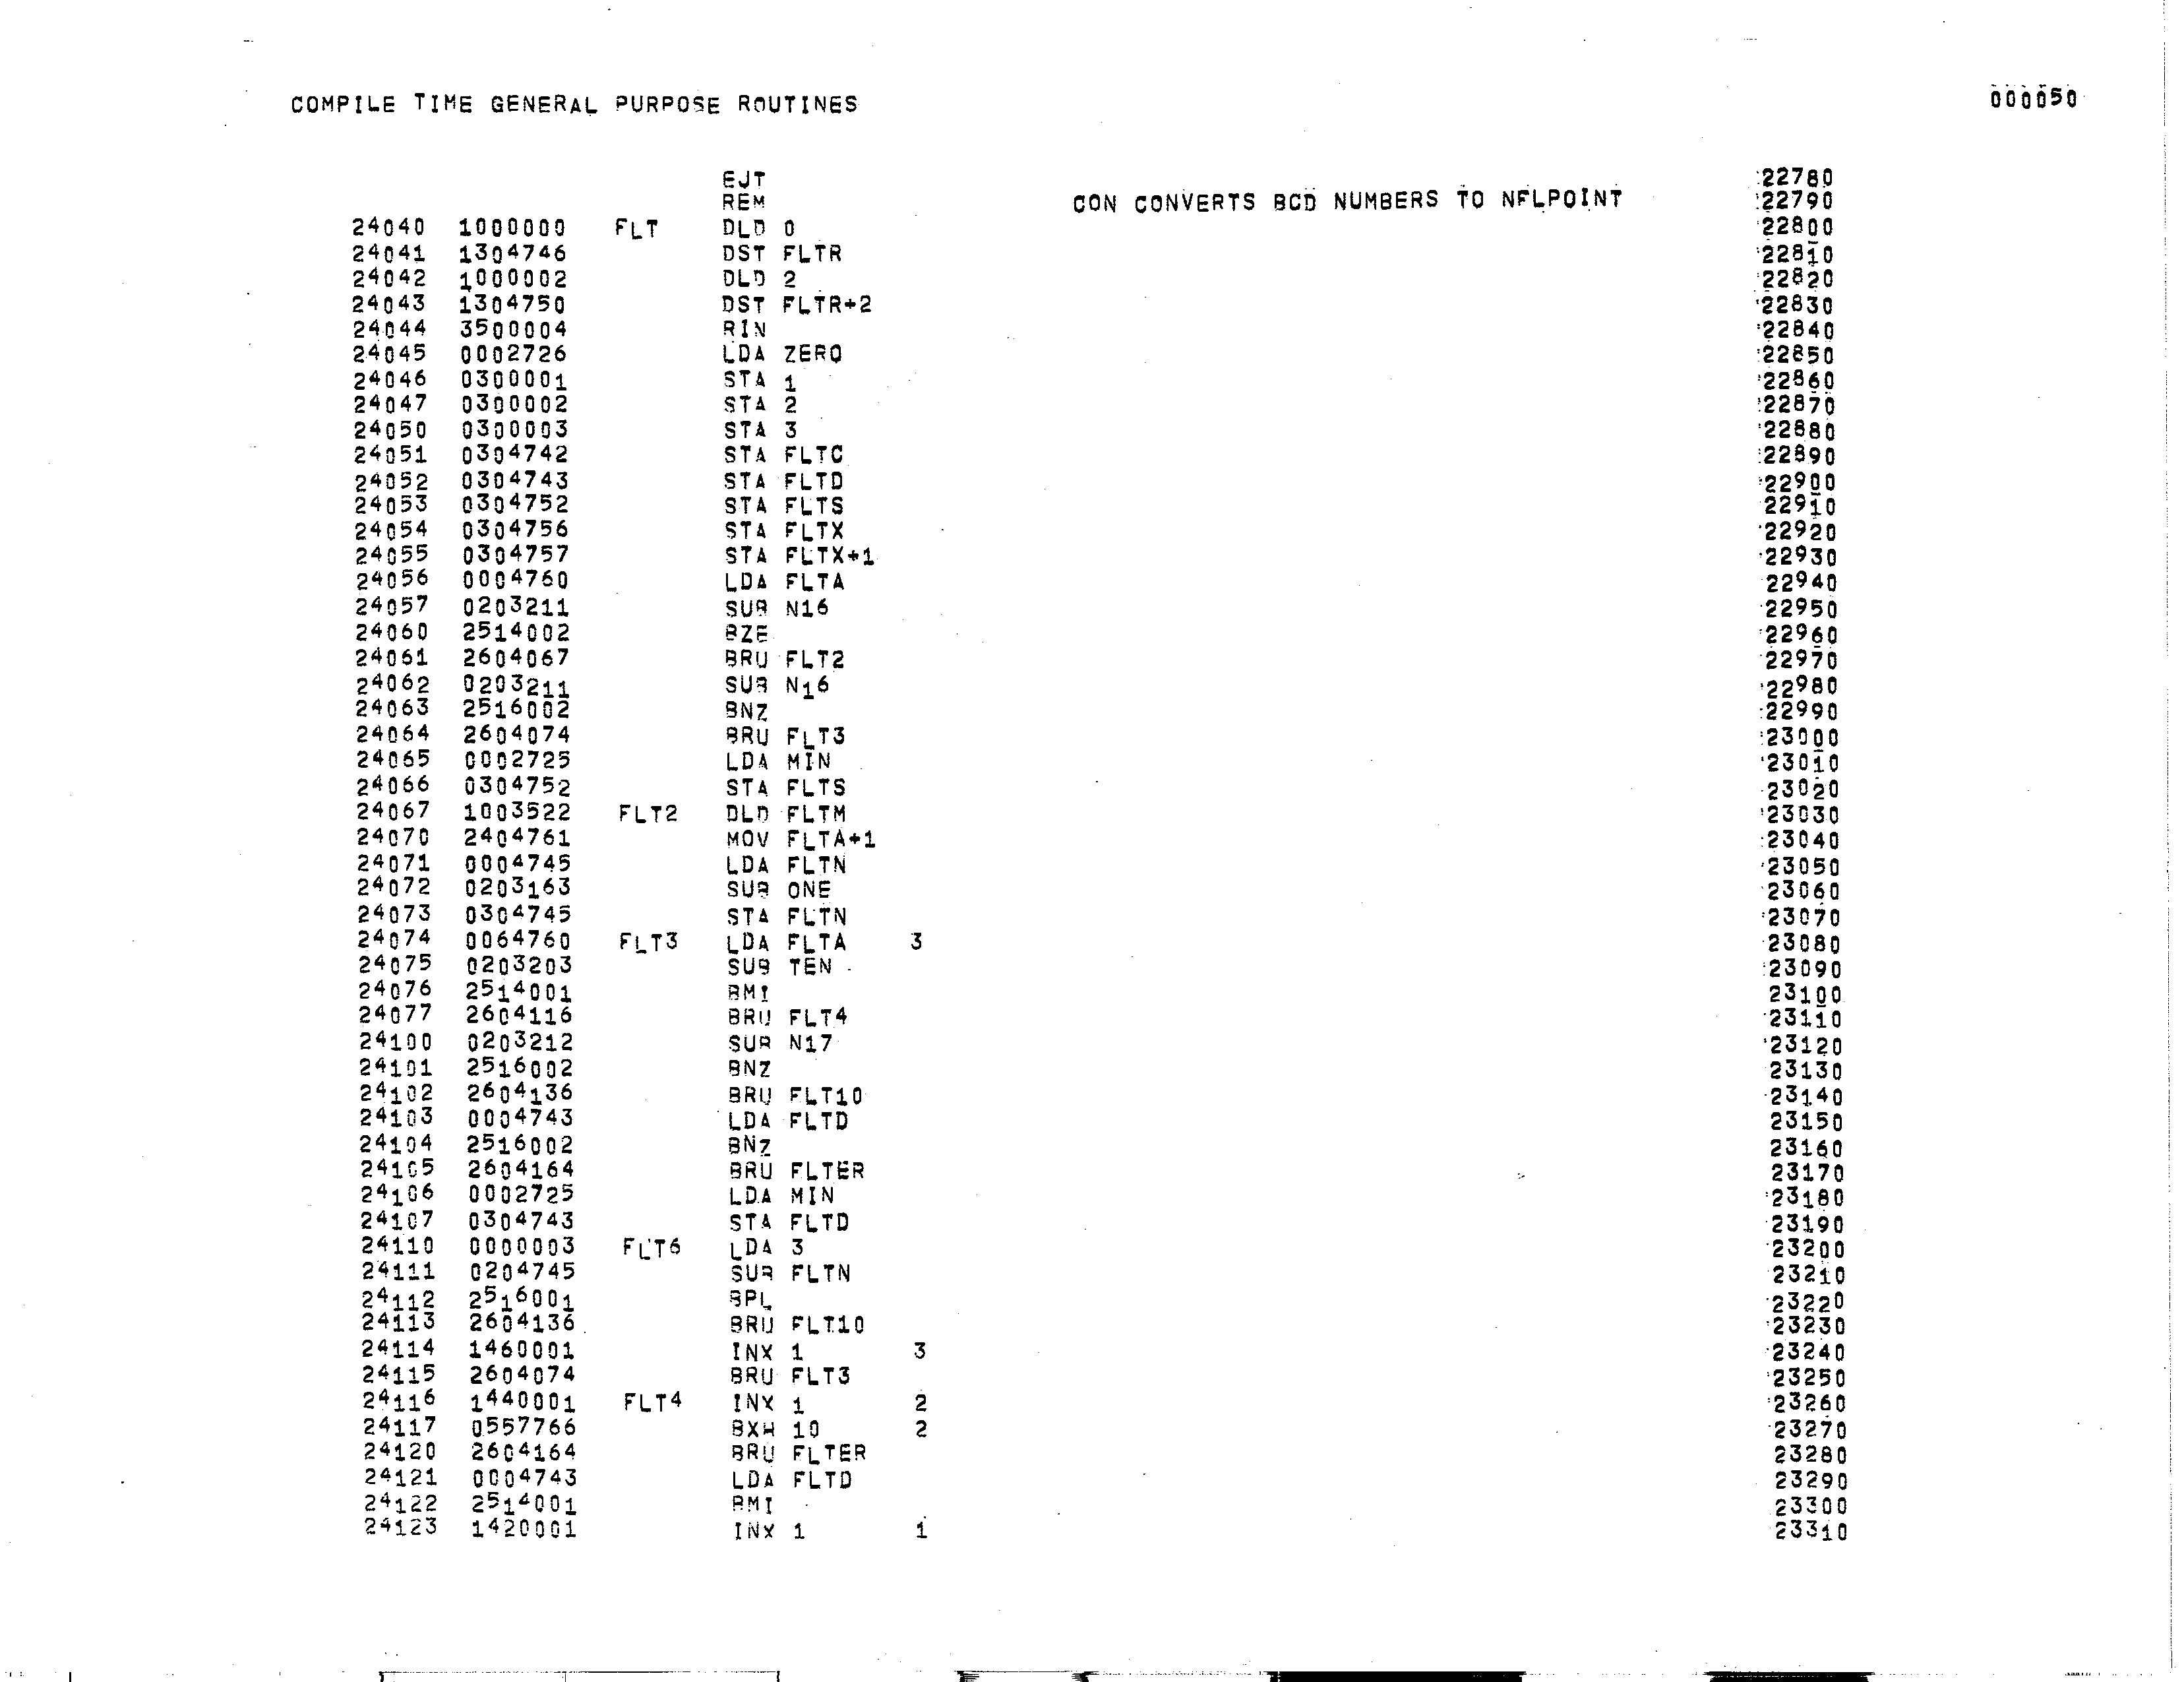 COMPILE TIME GENERAL PURPOSE ROUTINES 000050
EJT 22780
REM CON CONVERTS BCD NUMBERS TO NFLPOINT 22790
24040 1000000 FLT DLD 0 22800
24041 1304746 DST FLTR 22810
24042 1000002 DLD 2 22820
24043 1304750 DST FLTR+2 22830
24044 3500004 RIN 22840
24045 0002726 LDA ZERO 22850
24046 0300001 STA 1 22860
24047 0300002 STA 2 22870
24050 0300003 STA 3 22880
24051 0304742 STA FLTC 22890
24052 0304743 STA FLTD 22900
24053 0304752 STA FLTS 22910
24054 0304756 STA FLTX 22920
24055 0304757 STA FLTX+1 22930
24056 0004760 LDA FLTA 22940
24057 0203211 SUB N16 22950
24060 2514002 BZE 22960
24061 2604067 BRU FLT2 22970
24062 0203211 SUB N16 22980
24063 2516002 BNZ 22990
24064 2604074 BRU FLT3 23000
24065 0002725 LDA MIN 23010
24066 0304752 STA FLTS 23020
24067 1003522 FLT2 DLD FLTM 23030
24070 2404761 MOV FLTA+1 23040
24071 0004745 LDA FLTN 23050
24072 0203163 SUB ONE 23060
24073 0304745 STA FLTN 23070
24074 0064760 FLT3 LDA FLTA 3 23080
24075 0203203 SUB TEN 23090
24076 2514001 BMI 23100
24077 2604116 BRU FLT4 23110
24100 0203212 SUB N17 23120
24101 2516002 BNZ 23130
24102 2604136 BRU FLT10 23140
24103 0004743 LDA FLTD 23150
24104 2516002 BNZ 23160
24105 2604164 BRU FLTER 23170
24106 0002725 LDA MIN 23180
24107 0304743 STA FLTD 23190
24110 0000003 FLT6 LDA 3 23200
24111 0204745 SUB FLTN 23210
24112 2516001 BPL 23220
24113 2604136 BRU FLT10 23230
24114 1460001 INX 1 3 23240
24115 2604074 BRU FLT3 23250
24116 1440001 FLT4 INX 1 2 23260
24117 0557766 BXH 10 2 23270
24120 2604164 BRU FLTER 23280
24121 0004743 LDA FLTD 23290
24122 2514001 BMI 23300
24123 1420001 INX 1 1 23310